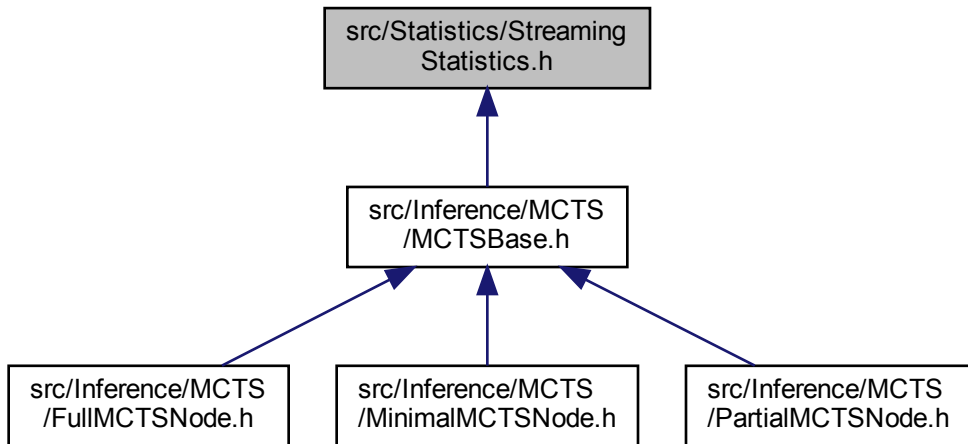 src/Statistics/Streaming
Statistics.h
src/Inference/MCTS
/MCTSBase.h
src/Inference/MCTS
/FullMCTSNode.h
src/Inference/MCTS
/MinimalMCTSNode.h
src/Inference/MCTS
/PartialMCTSNode.h